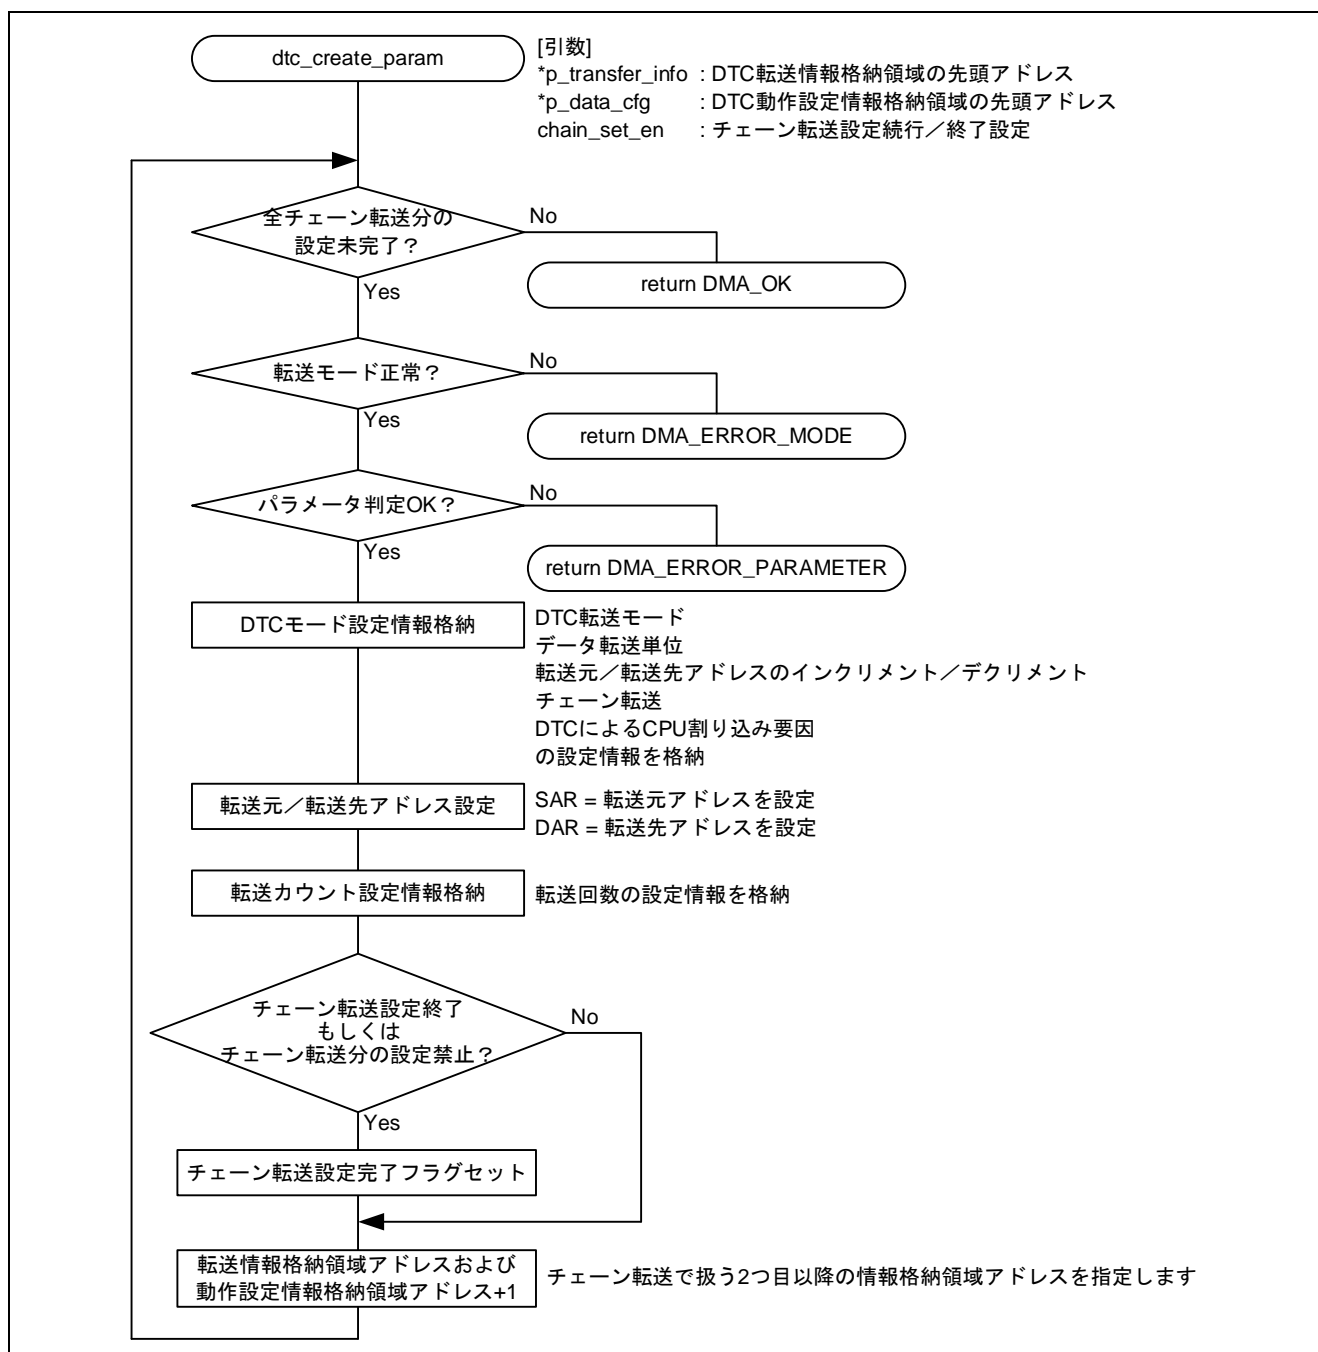 dtc_create_param
[引数]
*p_transfer_info : DTC転送情報格納領域の先頭アドレス
*p_data_cfg : DTC動作設定情報格納領域の先頭アドレス
chain_set_en : チェーン転送設定続行／終了設定
全チェーン転送分の
設定未完了？
No
return DMA_OK
Yes
転送モード正常？
No
return DMA_ERROR_MODE
Yes
パラメータ判定OK？
No
return DMA_ERROR_PARAMETER
Yes
DTCモード設定情報格納
DTC転送モード
データ転送単位
転送元／転送先アドレスのインクリメント／デクリメント
チェーン転送
DTCによるCPU割り込み要因
の設定情報を格納
転送元／転送先アドレス設定
SAR = 転送元アドレスを設定
DAR = 転送先アドレスを設定
転送カウント設定情報格納
転送回数の設定情報を格納
チェーン転送設定終了
もしくは
チェーン転送分の設定禁止？
No
Yes
チェーン転送設定完了フラグセット
転送情報格納領域アドレスおよび
動作設定情報格納領域アドレス+1
チェーン転送で扱う2つ目以降の情報格納領域アドレスを指定します